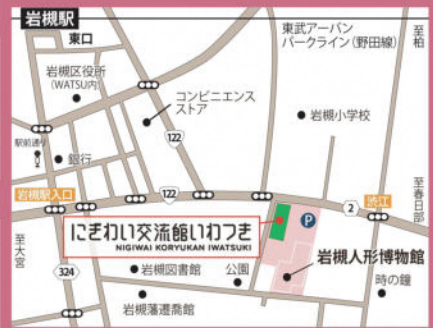 岩槻駅
東口
東武アーバン
パークライン(野田線)
至柏
岩槻区役所
(WATSU内)
コンビニエンス
ストア
岩槻小学校
122
駅前通り
銀行
岩槻駅入口
122
渋江
2
至春日部
P
にぎわい交流館いわつき
NIGIWAI KORYUKAN IWATSUKI
至大宮
岩槻人形博物館
324
岩槻図書館
公園
時の鐘
岩槻藩遷喬館